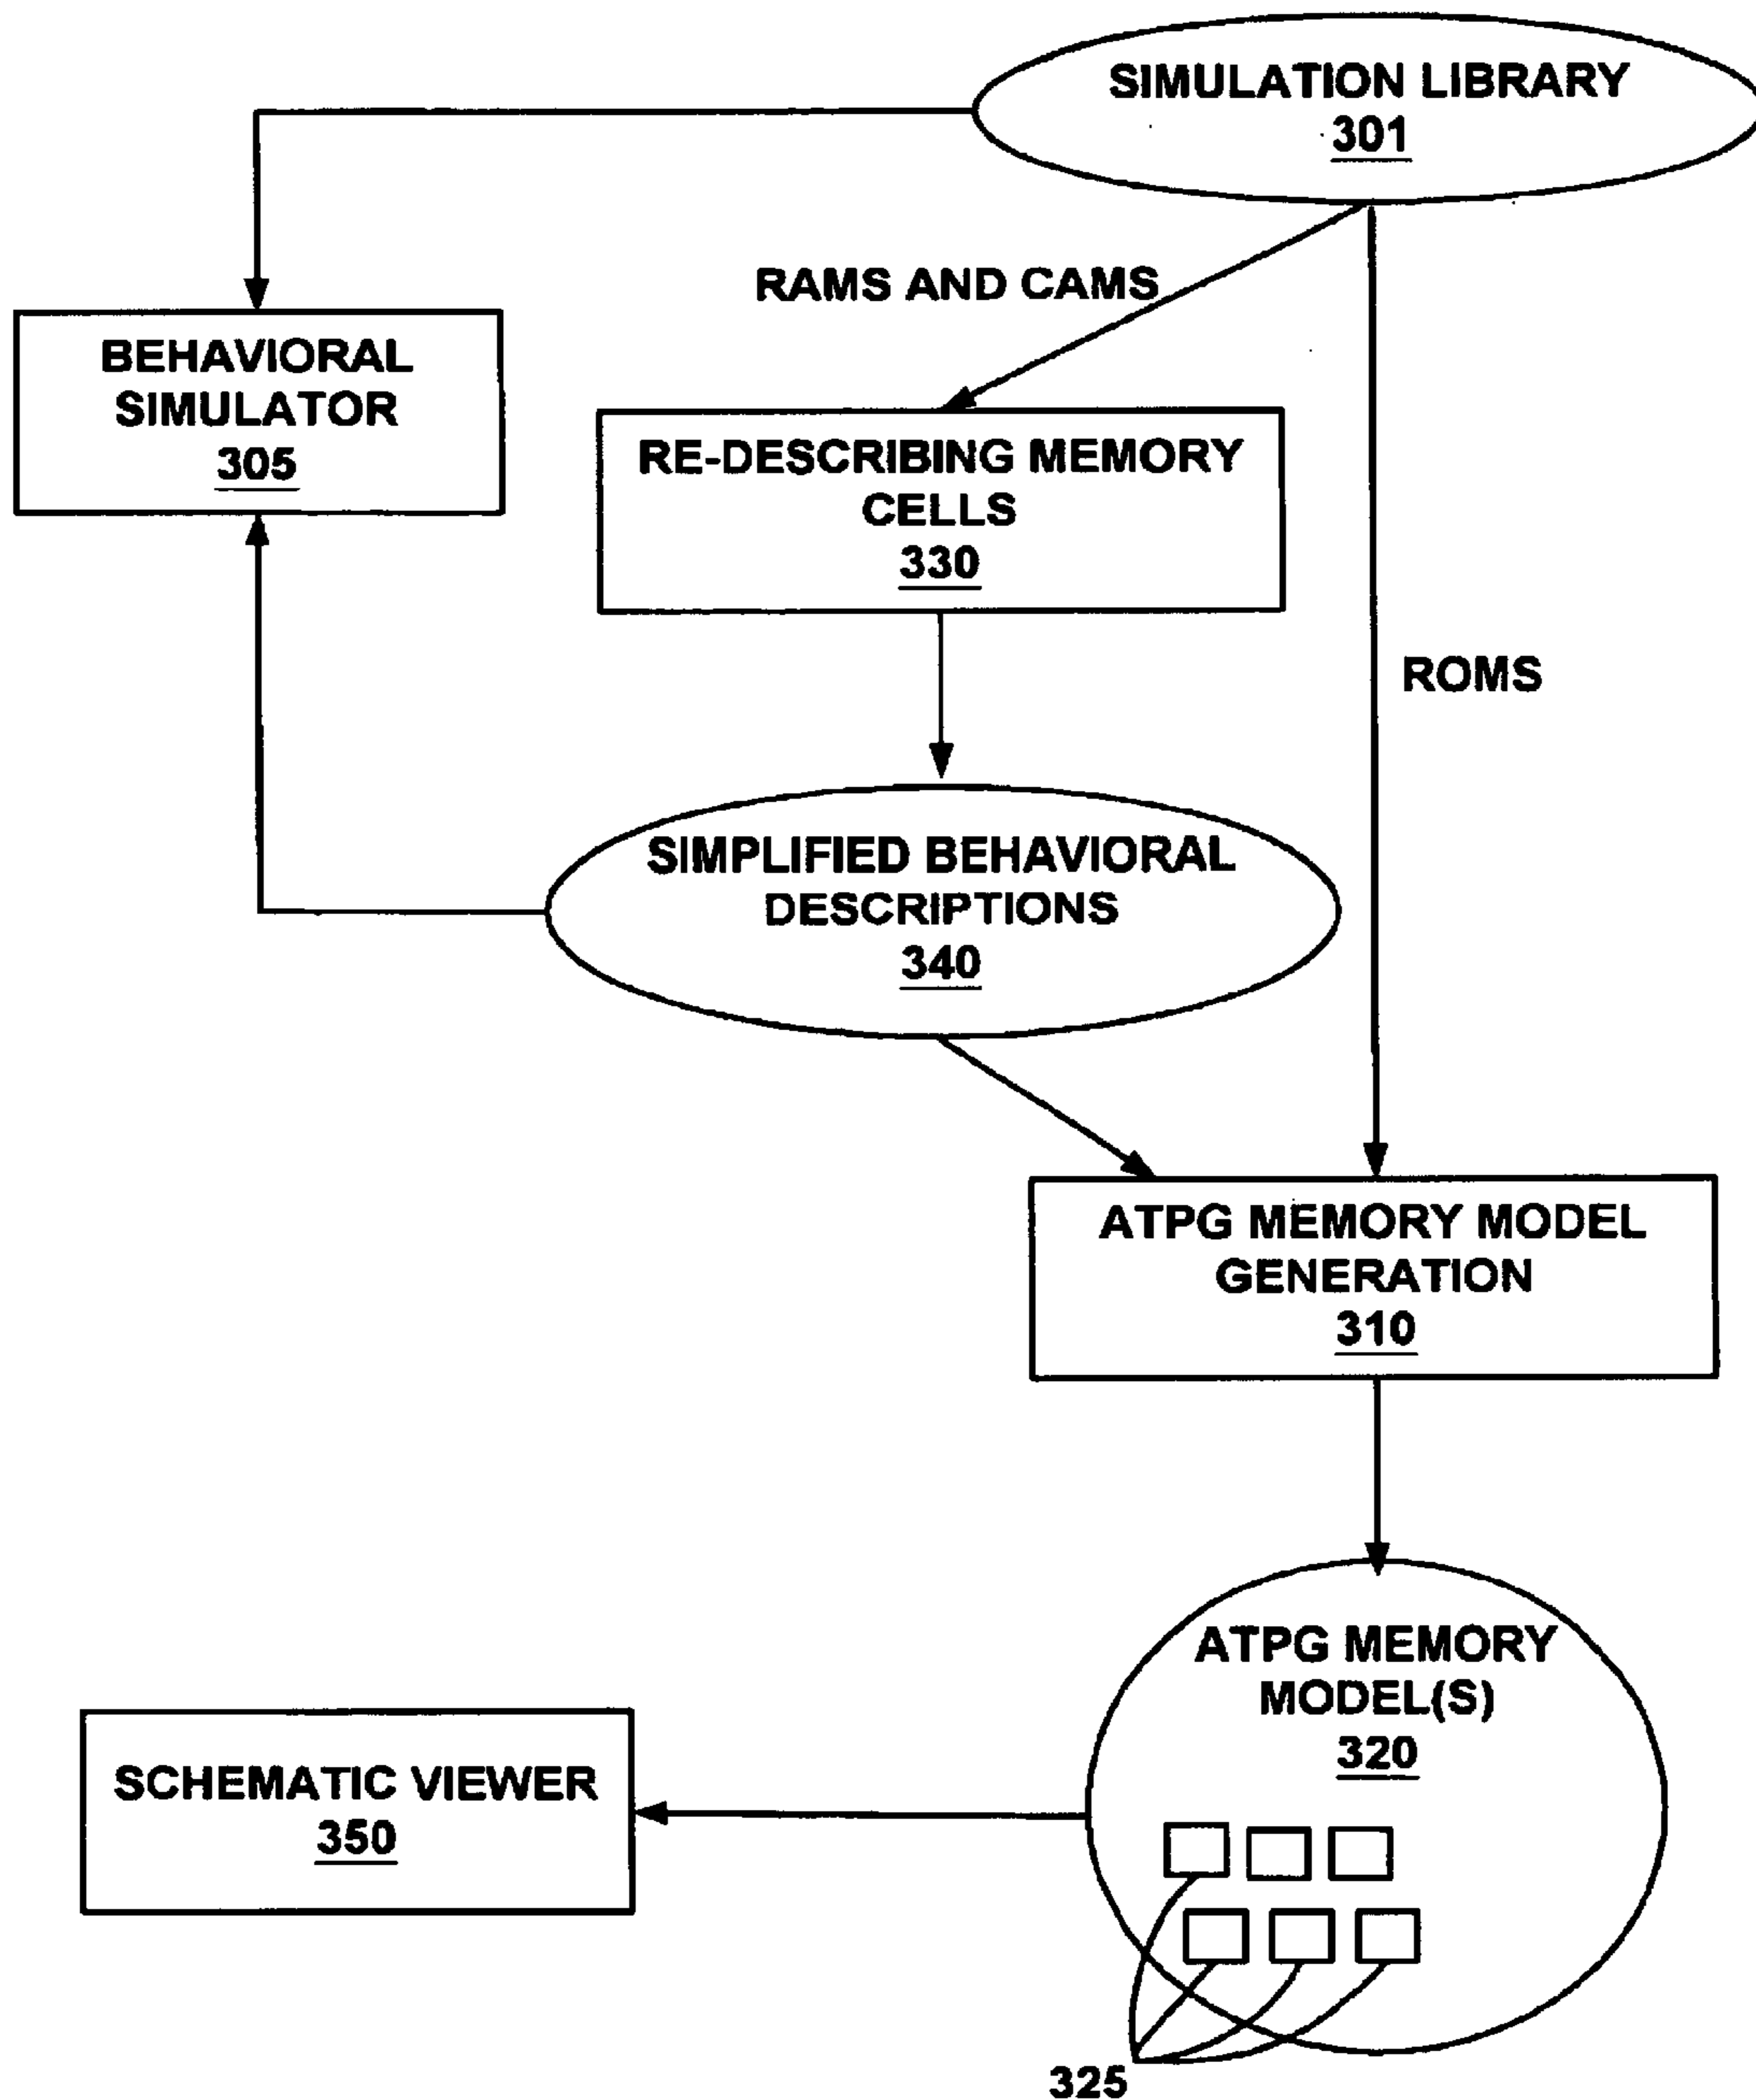 SIMULATION LIBRARY
301
RAMS AND CAMS
BEHAVIORAL
SIMULATOR
305
RE-DESCRIBING MEMORY
CELLS
330
ROMS
SIMPLIFIED BEHAVIORAL
DESCRIPTIONS
340
ATPG MEMORY MODEL
GENERATION
310
ATPG MEMORY
MODEL(S)
320
SCHEMATIC VIEWER
350
325